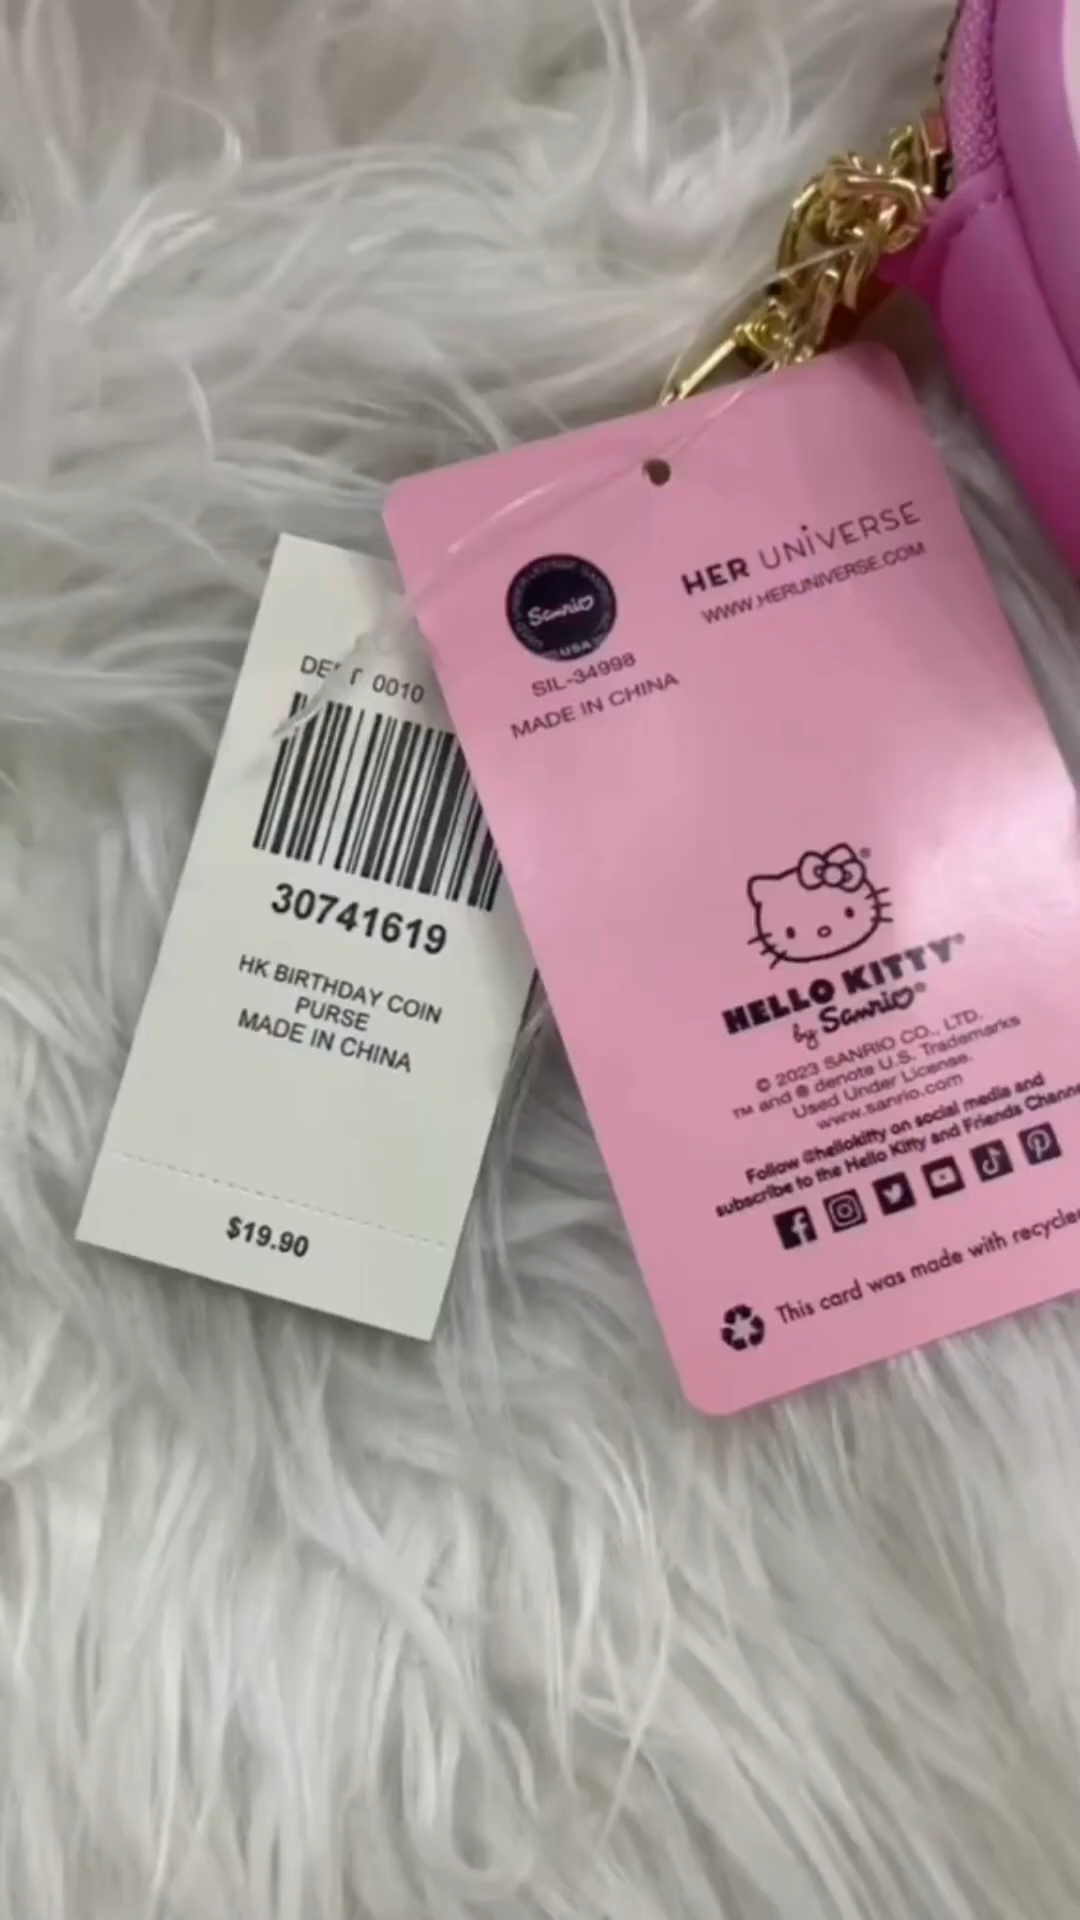 DEPT 0010
30741619
HK BIRTHDAY COIN
PURSE
MADE IN CHINA
$19.90
HER UNIVERSE
WWW.HERUNIVERSE.COM
Sanrio
USA
SIL-34998
MADE IN CHINA
HELLO KITTY®
by Sanrio®
© 2023 SANRIO CO., LTD.
TM and ® denote U.S. Trademarks
Used Under License.
www.sanrio.com
Follow @hellokitty on social media and
subscribe to the Hello Kitty and Friends Channe
This card was made with recycle